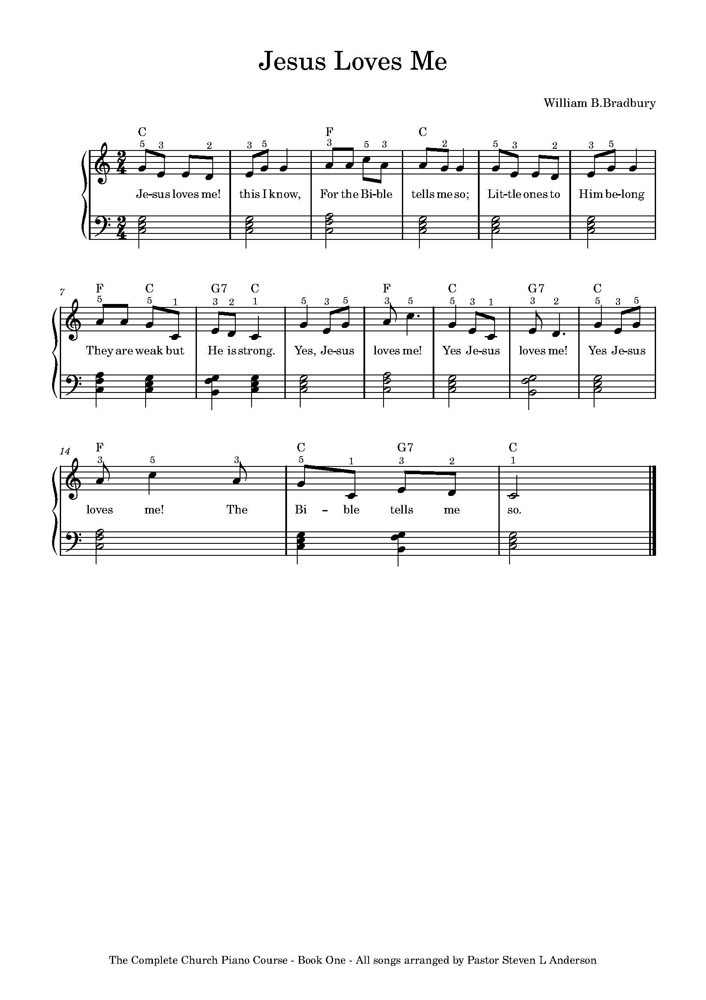 Jesus Loves Me
William B.Bradbury
C F C
5 3 2 3 5 3 5 3 2 5 3 2 3 5
2 4
Je-sus loves me! this I know, For the Bi-ble tells me so; Lit-tle ones to Him be-long
2 4
7 F C G7 C F C G7 C
5 5 1 3 2 1 5 3 5 3 5 5 3 1 3 2 5 3 5
They are weak but He is strong. Yes, Je-sus loves me! Yes Je-sus loves me! Yes Je-sus
14 F C G7 C
3 5 3 5 1 3 2 1
loves me! The Bi - ble tells me so.
The Complete Church Piano Course - Book One - All songs arranged by Pastor Steven L Anderson